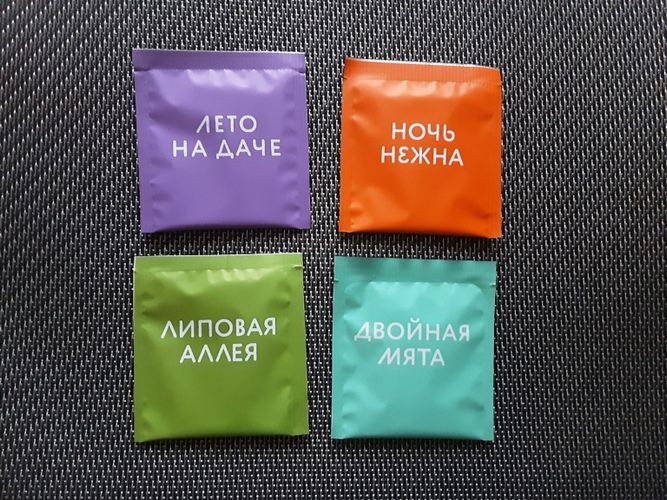 ЛЕТО
НА ДАЧЕ
НОЧЬ
НЕЖНА
ЛИПОВАЯ
АЛЛЕЯ
ДВОЙНАЯ
МЯТА